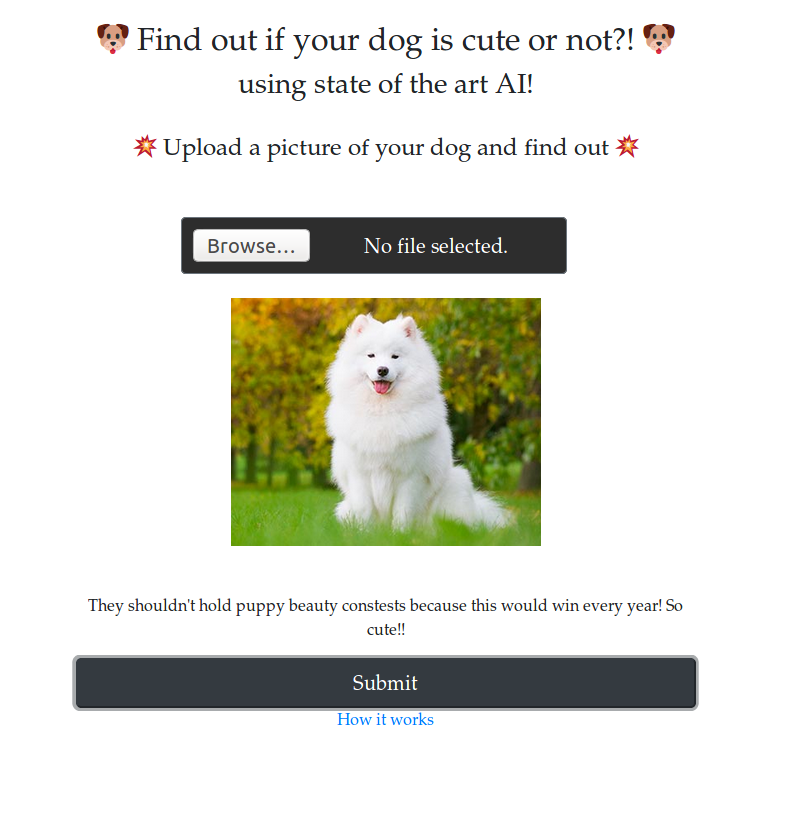 🐶 Find out if your dog is cute or not?! 🐶
using state of the art AI!
💥 Upload a picture of your dog and find out 💥
Browse... No file selected.
They shouldn't hold puppy beauty constests because this would win every year! So
cute!!
Submit
How it works